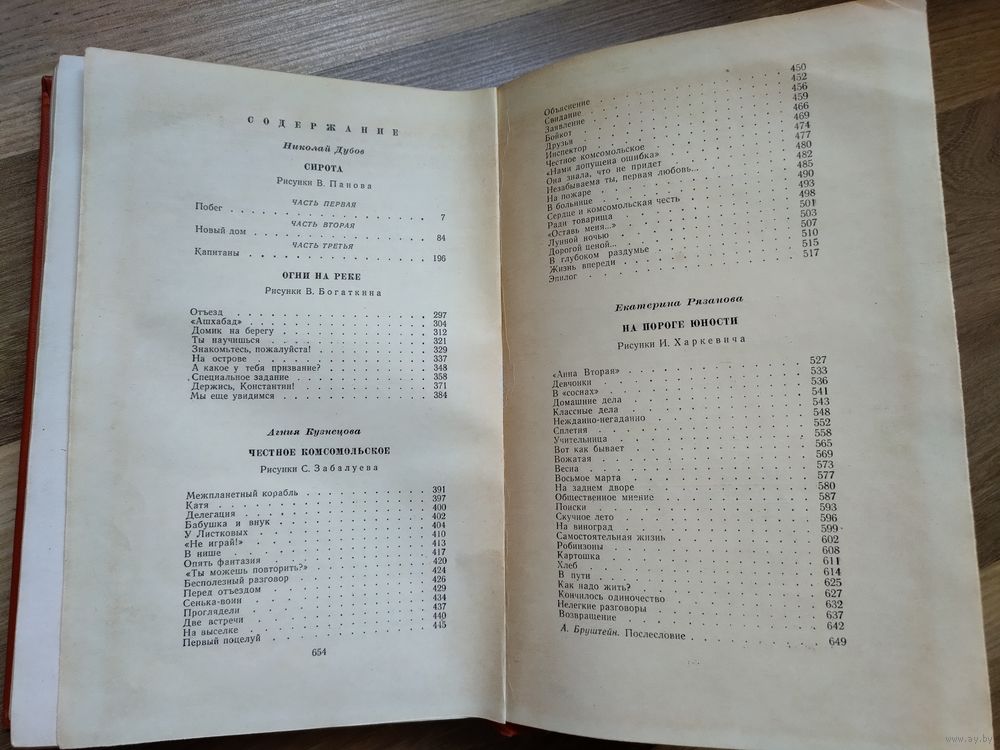 СОДЕРЖАНИЕ
Николай Дубов
СИРОТА
Рисунки В. Панова
ЧАСТЬ ПЕРВАЯ
Побег 7
ЧАСТЬ ВТОРАЯ
Новый дом 84
ЧАСТЬ ТРЕТЬЯ
Капитаны 196
ОГНИ НА РЕКЕ
Рисунки В. Богаткина
Отъезд 297
«Ашхабад» 304
Домик на берегу 312
Ты научишься 321
Знакомьтесь, пожалуйста! 329
На острове 337
А какое у тебя призвание? 348
Специальное задание 358
Держись, Константин! 371
Мы еще увидимся 384
Агния Кузнецова
ЧЕСТНОЕ КОМСОМОЛЬСКОЕ
Рисунки С. Забалуева
Межпланетный корабль 391
Катя 397
Делегация 400
Бабушка и внук 402
У Листковых 404
«Не играй!» 410
В нише 413
Опять фантазия 417
«Ты можешь повторить?» 420
Бесполезный разговор 424
Перед отъездом 426
Сенька-воин 429
Проглядели 434
Две встречи 437
На выселке 440
Первый поцелуй 445
654
Объяснение 450
Свидание 452
Заявление 456
Бойкот 459
Друзья 466
Инспектор 469
Честное комсомольское 474
«Нами допущена ошибка» 477
Она знала, что не придет 480
Незабываема ты, первая любовь... 482
На пожаре 485
В больнице 490
Сердце и комсомольская честь 493
Ради товарища 498
«Оставь меня...» 501
Лунной ночью 503
Дорогой ценой... 507
В глубоком раздумье 510
Жизнь впереди 515
Эпилог 517
Екатерина Рязанова
НА ПОРОГЕ ЮНОСТИ
Рисунки И. Харкевича
«Анна Вторая» 527
Девчонки 533
В «соснах» 536
Домашние дела 541
Классные дела 543
Нежданно-негаданно 548
Сплетня 552
Учительница 558
Вот как бывает 565
Вожатая 569
Весна 573
Восьмое марта 577
На заднем дворе 580
Общественное мнение 587
Поиски 593
Скучное лето 596
На виноград 599
Самостоятельная жизнь 602
Робинзоны 608
Картошка 611
Хлеб 614
В пути 625
Как надо жить? 627
Кончилось одиночество 632
Нелегкие разговоры 637
Возвращение 642
А. Бруштейн. Послесловие 649
www.ay.by